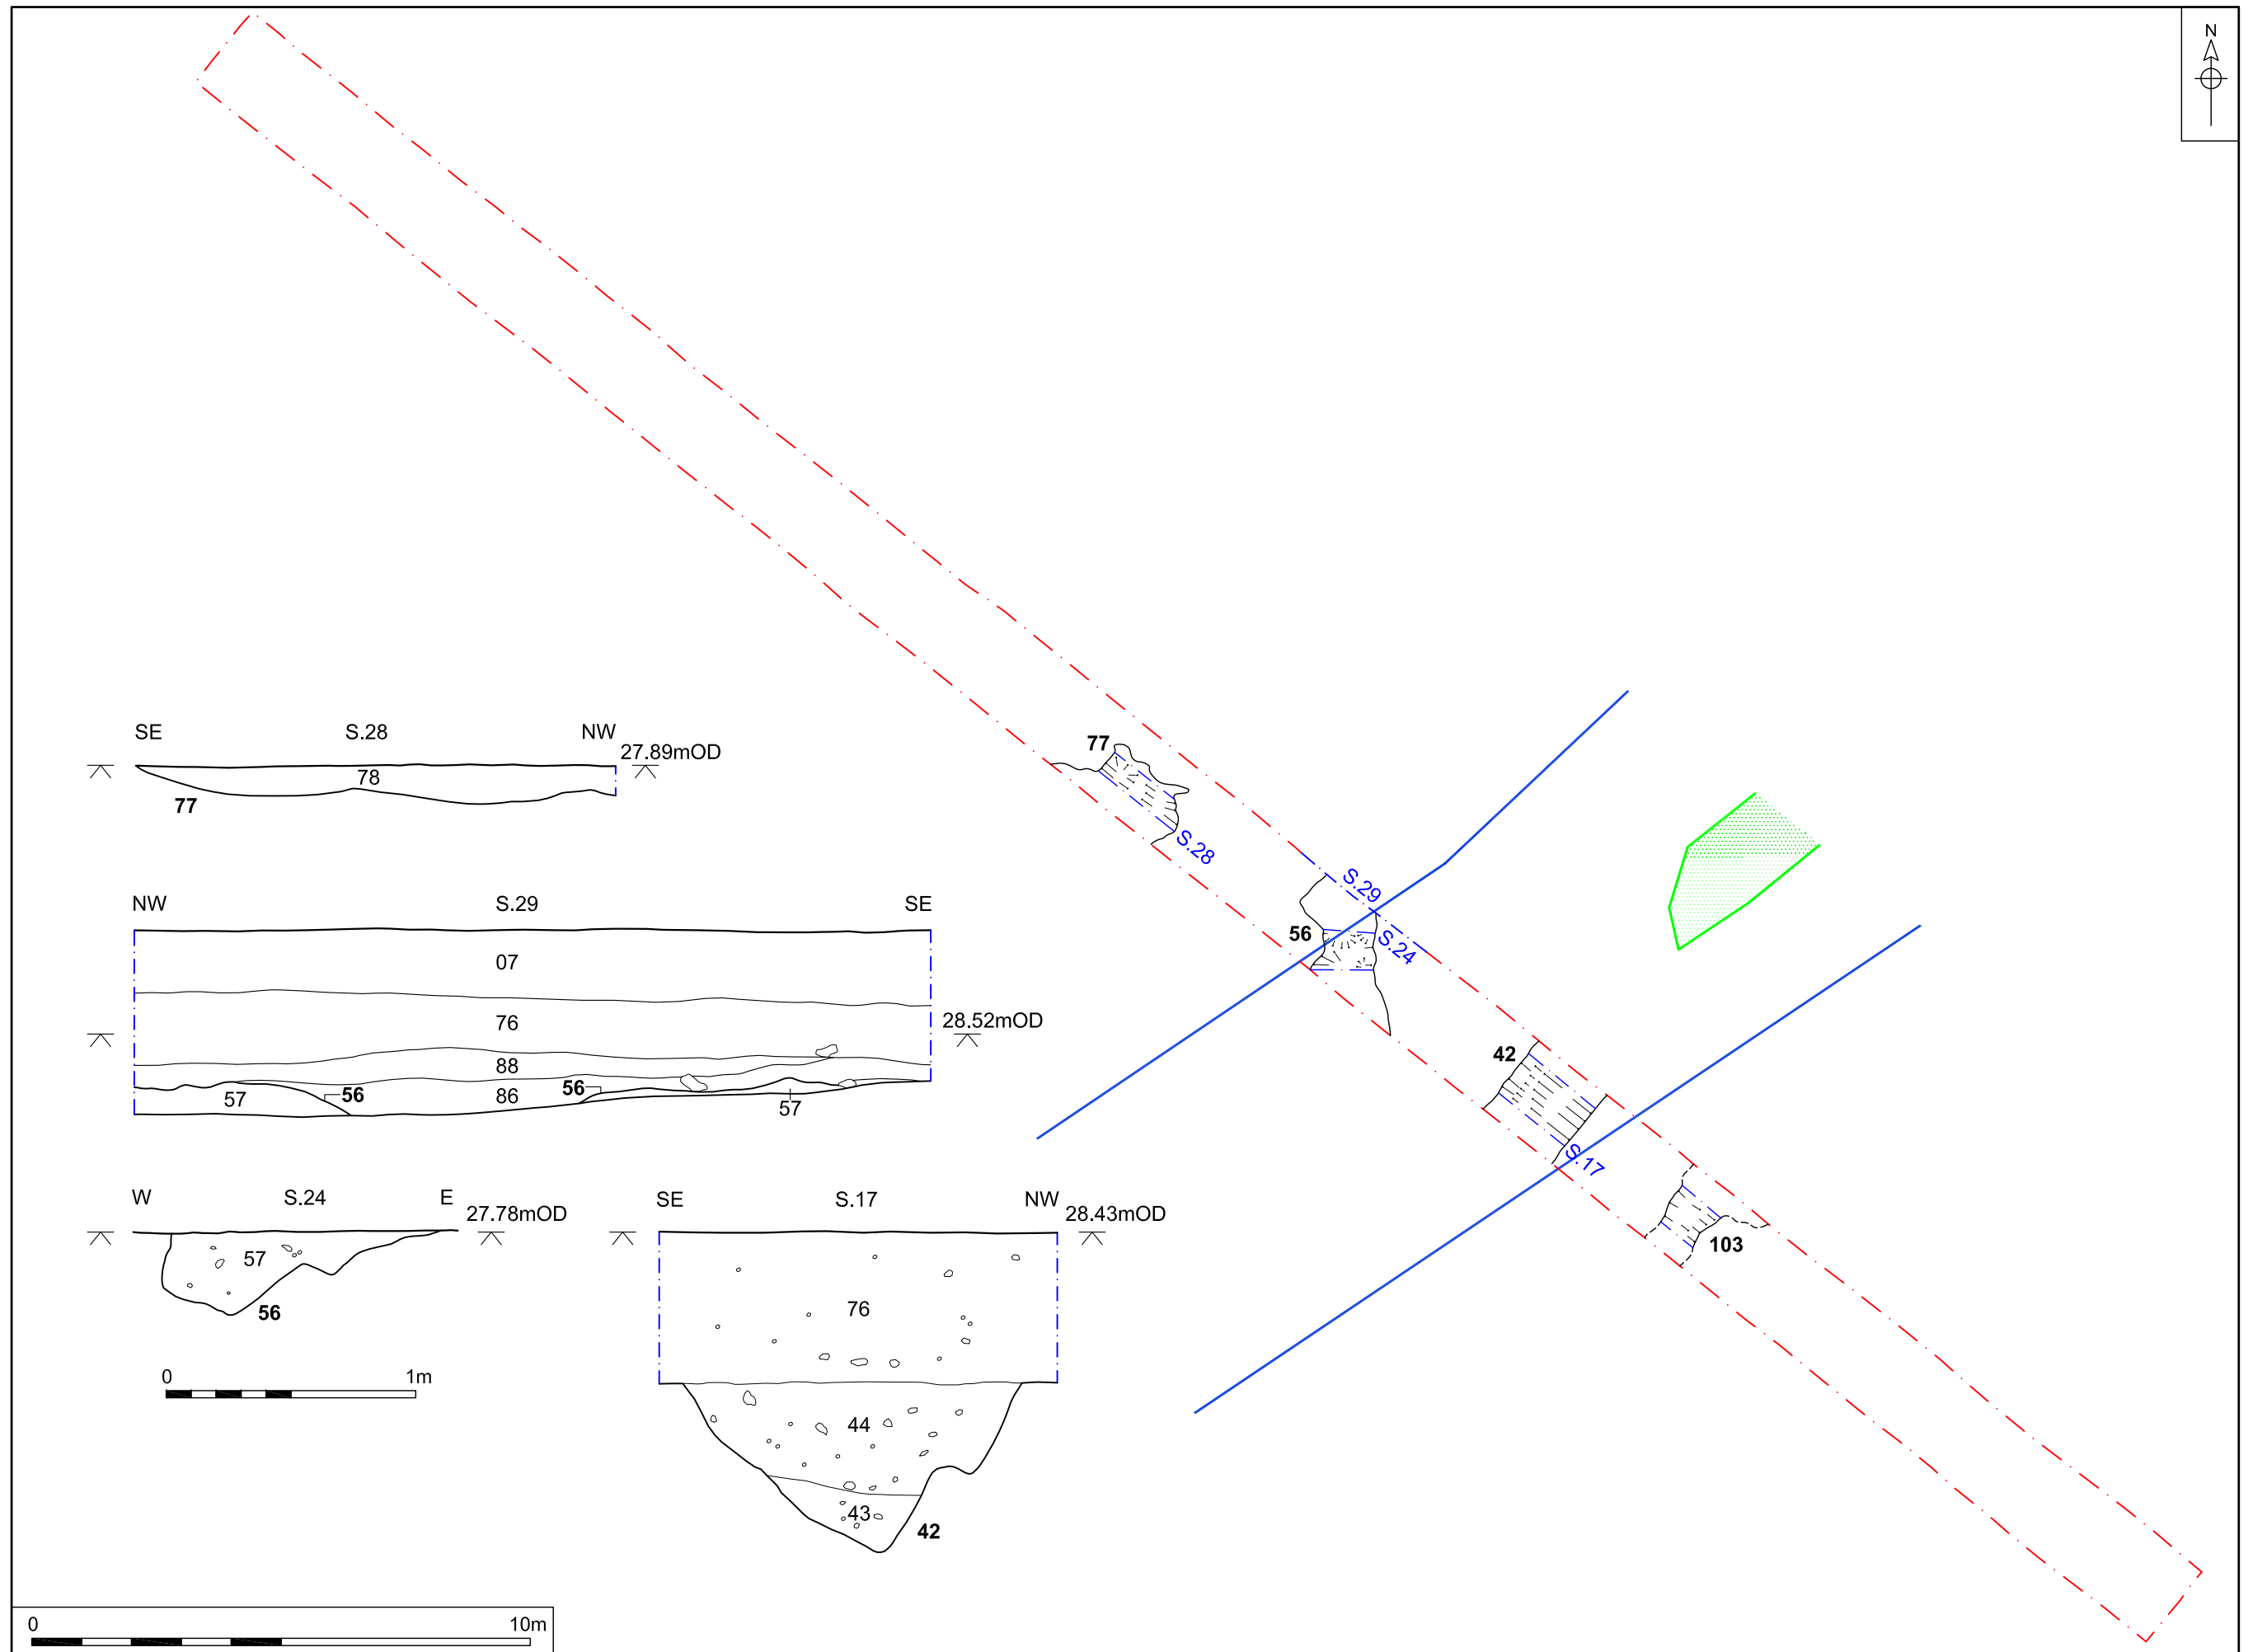 N
SE S.28 NW
27.89mOD
78
77
NW S.29 SE
07
76
28.52mOD
88
57 56 86 56 57
W S.24 E
27.78mOD
57
56
0 1m
SE S.17 NW
28.43mOD
76
44
43
42
0 10m
77
S.28
S.29
56
S.24
42
S.17
103